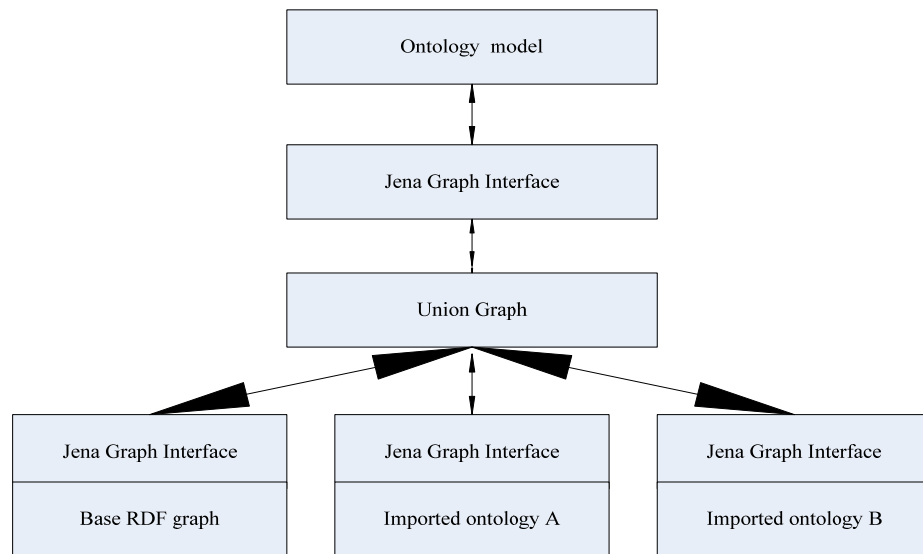 Ontology model
Jena Graph Interface
Union Graph
Jena Graph Interface
Jena Graph Interface
Jena Graph Interface
Base RDF graph
Imported ontology A
Imported ontology B